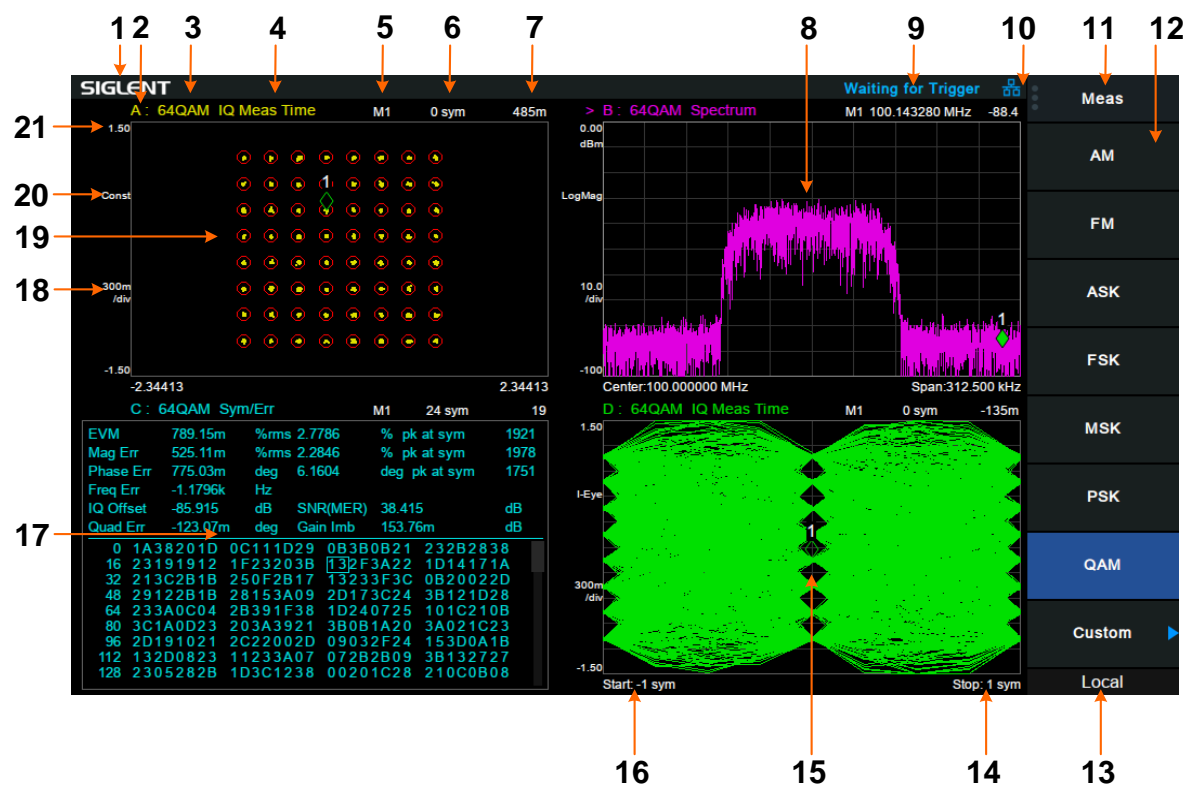 1 2 3 4 5 6 7 8 9 10 11 12
SIGLENT
Waiting for Trigger
Meas
A : 64QAM IQ Meas Time M1 0 sym 485m
> B : 64QAM Spectrum M1 100.143280 MHz -88.4
21
1.50
0.00
dBm
AM
1
20
Const
LogMag
FM
19
18
300m
/div
10.0
/div
ASK
1
FSK
-1.50
-100
-2.34413 2.34413
Center:100.000000 MHz Span:312.500 kHz
C : 64QAM Sym/Err M1 24 sym 19
D : 64QAM IQ Meas Time M1 0 sym -135m
EVM 789.15m %rms 2.7786 % pk at sym 1921
Mag Err 525.11m %rms 2.2846 % pk at sym 1978
Phase Err 775.03m deg 6.1604 deg pk at sym 1751
Freq Err -1.1796k Hz
IQ Offset -85.915 dB SNR(MER) 38.415 dB
Quad Err -123.07m deg Gain Imb 153.76m dB
17
0 1A38201D 0C111D29 0B3B0B21 232B2838
16 23191912 1F23203B 132F3A22 1D14171A
32 213C2B1B 250F2B17 13233F3C 0B20022D
48 29122B1B 28153A09 2D173C24 3B121D28
64 233A0C04 2B391F38 1D240725 101C210B
80 3C1A0D23 203A3921 3B0B1A20 3A021C23
96 2D191021 2C22002D 09032F24 153D0A1B
112 132D0823 11233A07 072B2B09 3B132727
128 2305282B 1D3C1238 00201C28 210C0B08
1.50
I-Eye
1
300m
/div
-1.50
Start: -1 sym Stop: 1 sym
MSK
PSK
QAM
Custom
Local
16 15 14 13